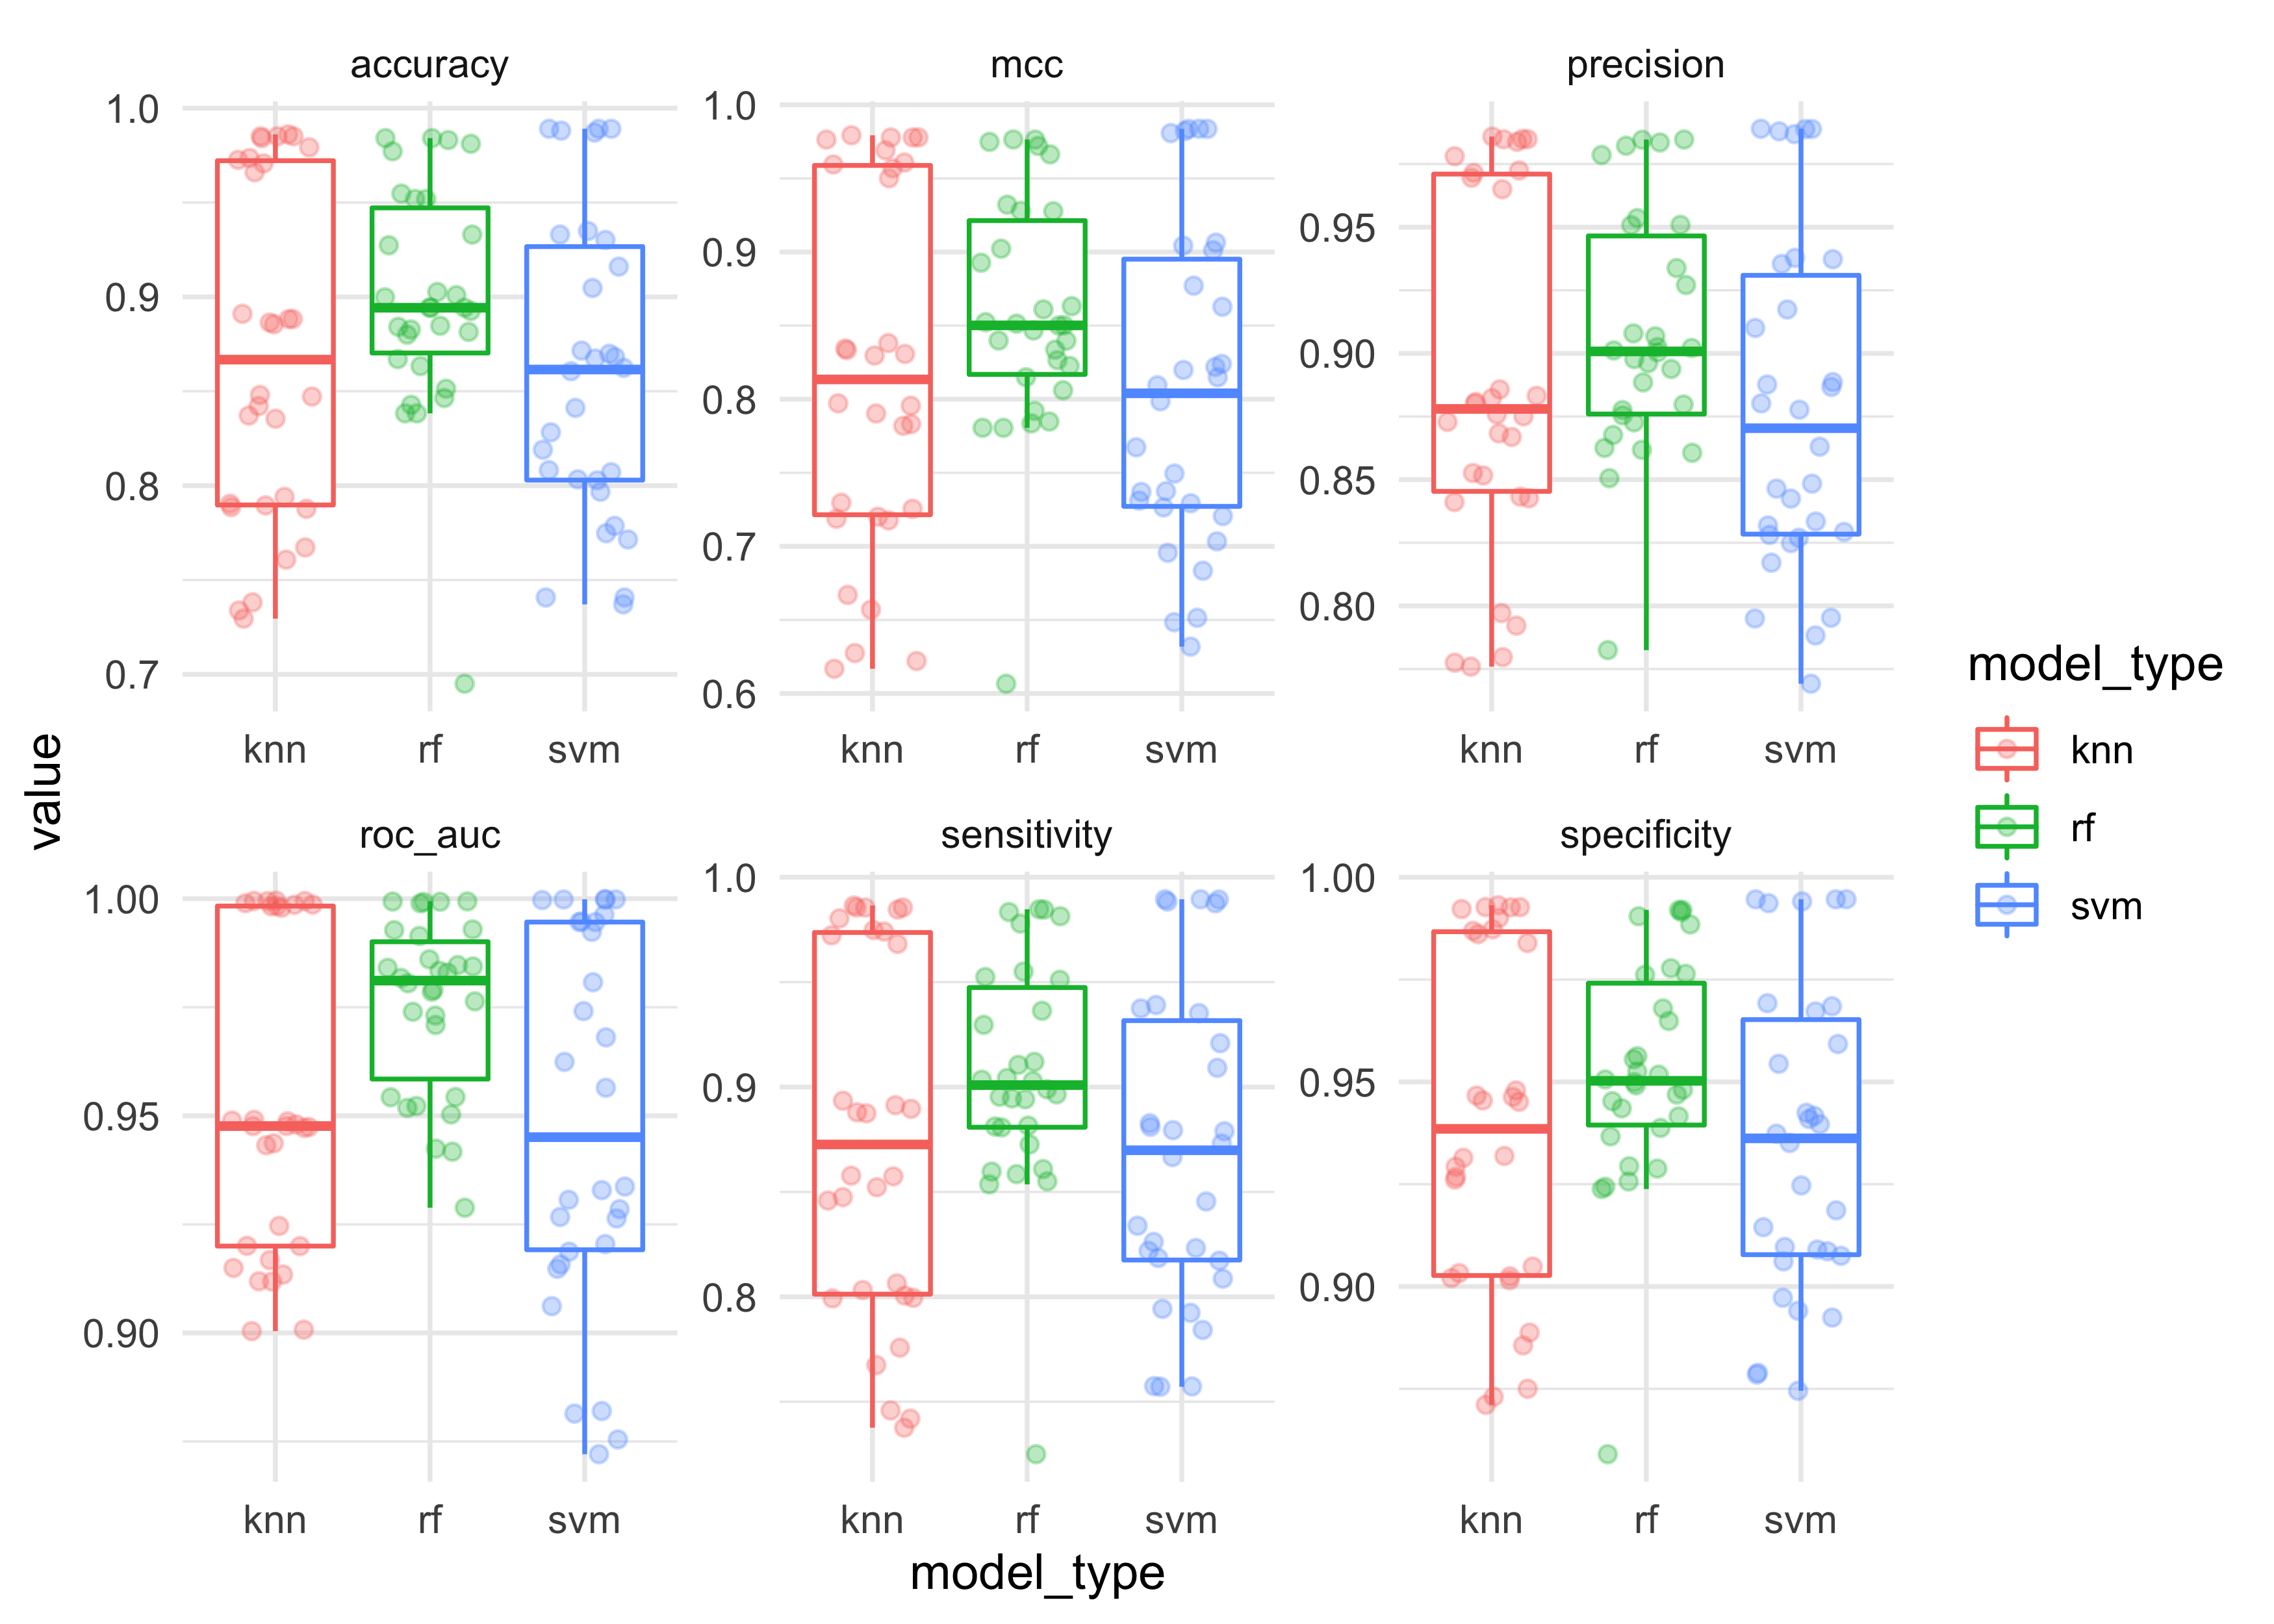 accuracy
mcc
precision
1.0
0.9
0.8
0.7
1.0
0.9
0.8
0.7
0.6
0.95
0.90
0.85
0.80
knn rf svm
knn rf svm
knn rf svm
roc_auc
sensitivity
specificity
1.00
0.95
0.90
1.0
0.9
0.8
1.00
0.95
0.90
knn rf svm
knn rf svm
knn rf svm
model_type
value
model_type
knn
rf
svm